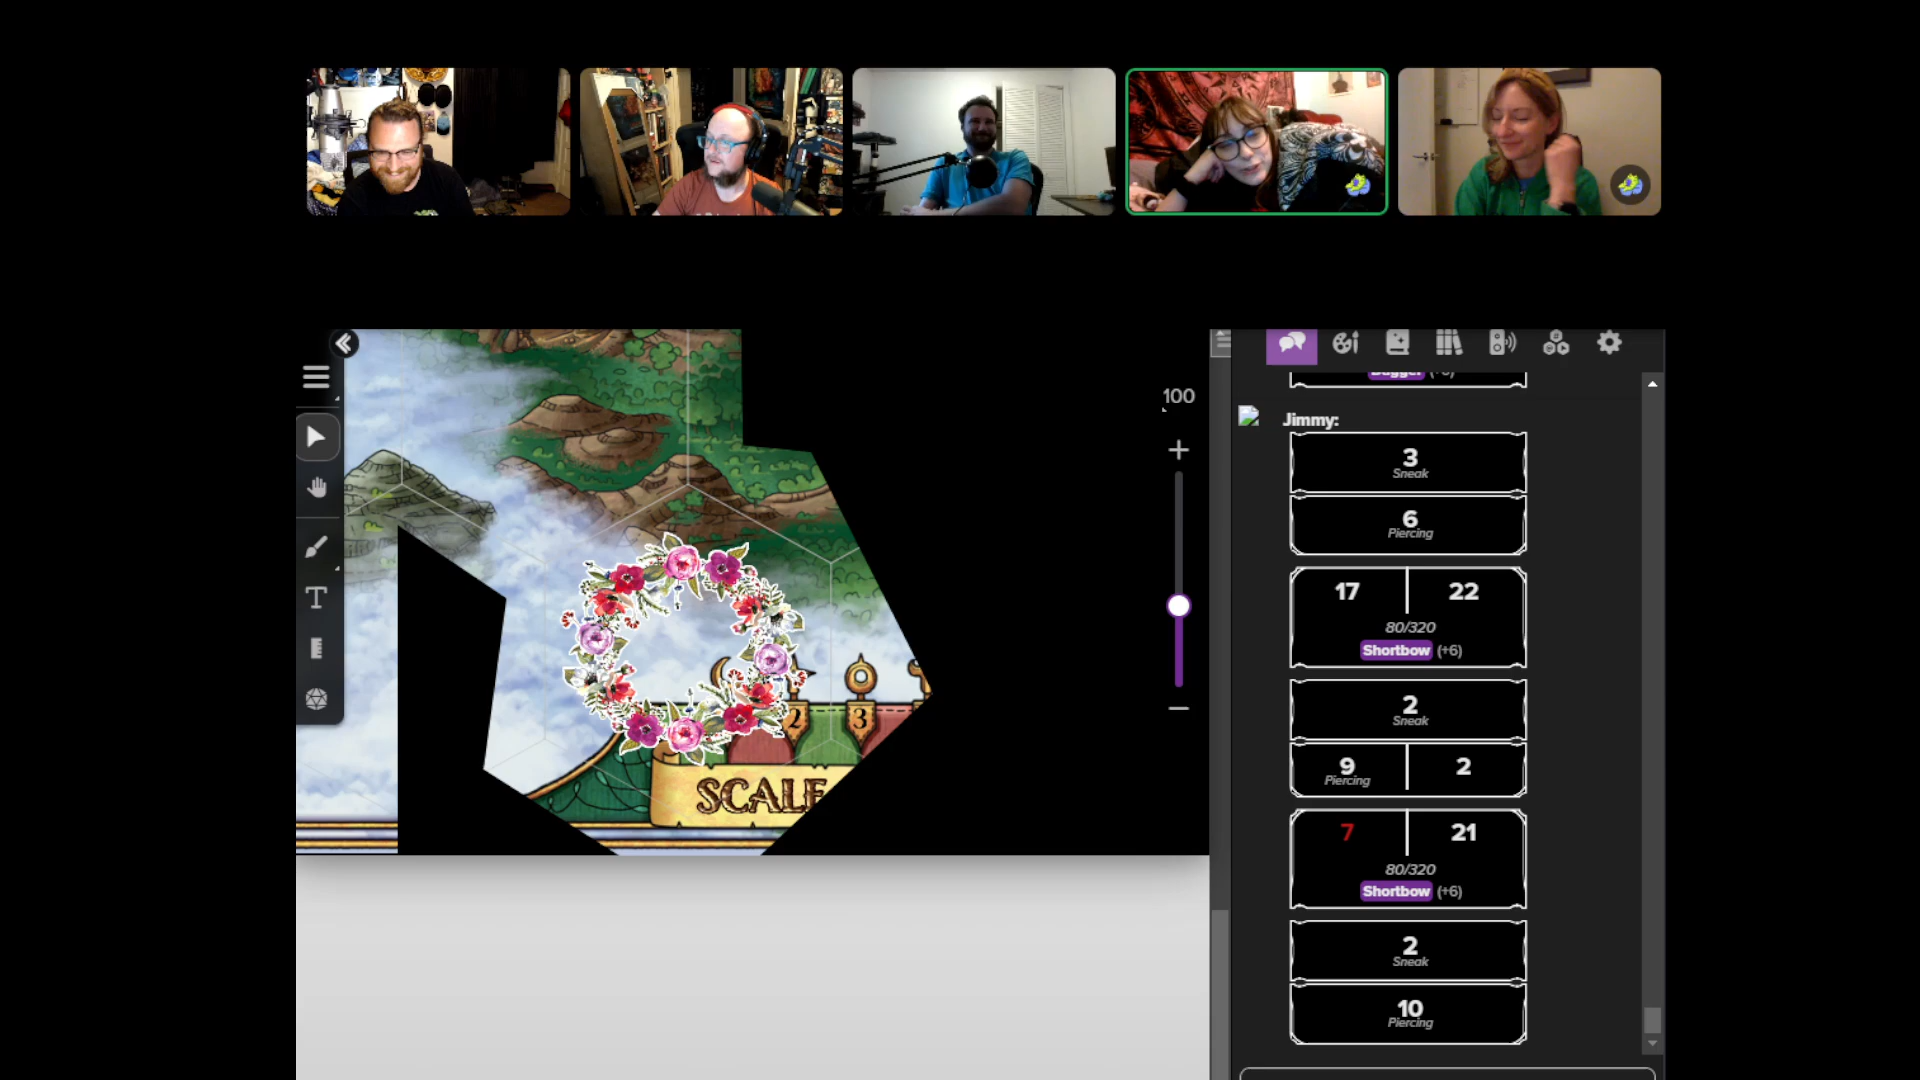 100
Dagger
Jimmy:
3
Sneak
6
Piercing
17 22
80/320
Shortbow (+6)
2
Sneak
9 2
Piercing
7 21
80/320
Shortbow (+6)
2
Sneak
10
Piercing
2 3
SCALE